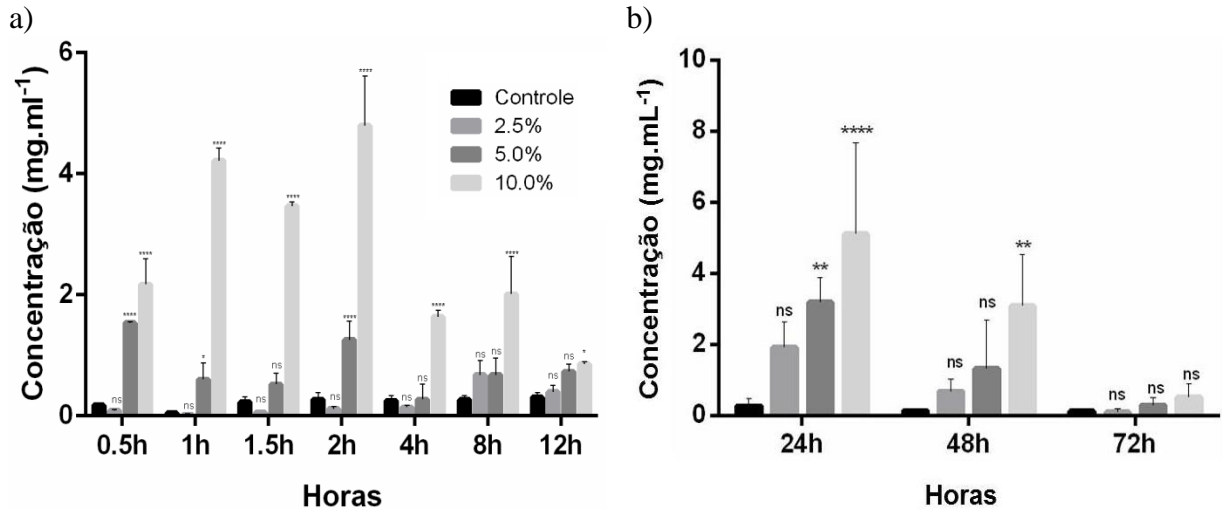 a)
Concentração (mg.ml⁻¹)
6
4
2
0
Controle
2.5%
5.0%
10.0%
ns **** ****
ns * ****
ns ns ****
ns **** ****
ns ns ****
ns ns ****
ns ns *
0.5h 1h 1.5h 2h 4h 8h 12h
Horas
b)
Concentração (mg.mL⁻¹)
10
8
6
4
2
0
ns ** ****
ns ns **
ns ns ns
24h 48h 72h
Horas